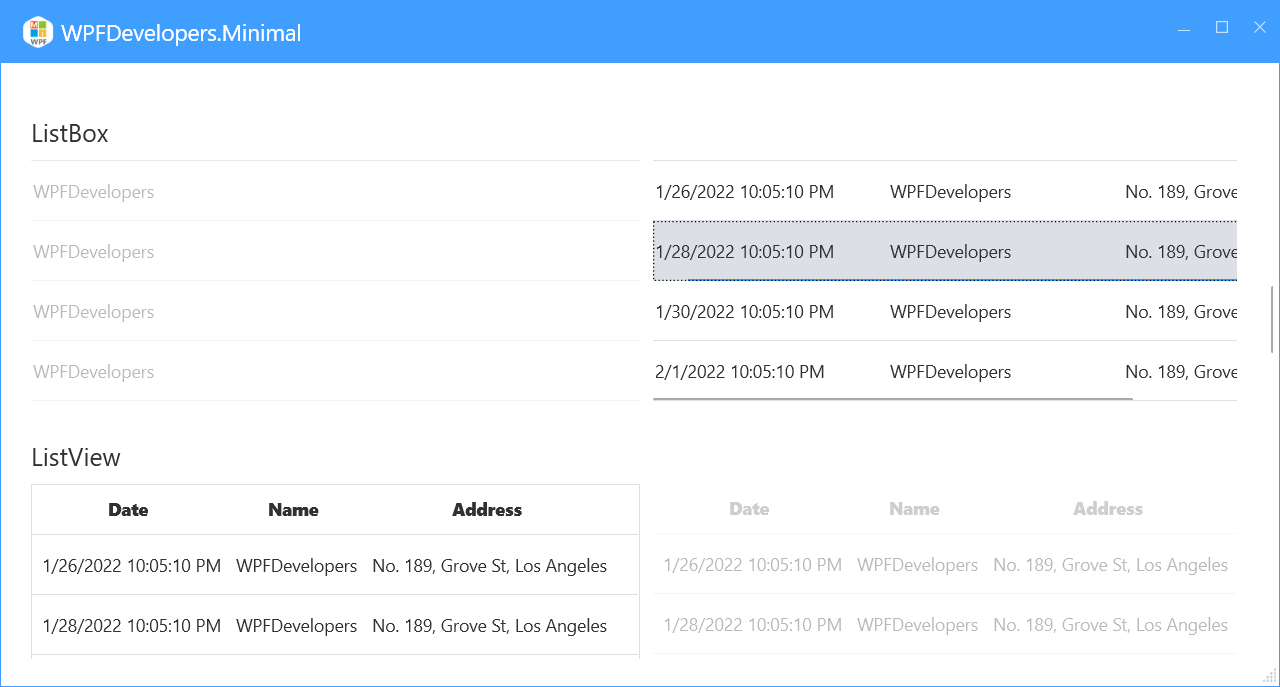 WPFDevelopers.Minimal
ListBox
WPFDevelopers
WPFDevelopers
WPFDevelopers
WPFDevelopers
1/26/2022 10:05:10 PM WPFDevelopers No. 189, Grove
1/28/2022 10:05:10 PM WPFDevelopers No. 189, Grove
1/30/2022 10:05:10 PM WPFDevelopers No. 189, Grove
2/1/2022 10:05:10 PM WPFDevelopers No. 189, Grove
ListView
Date Name Address
1/26/2022 10:05:10 PM WPFDevelopers No. 189, Grove St, Los Angeles
1/28/2022 10:05:10 PM WPFDevelopers No. 189, Grove St, Los Angeles
Date Name Address
1/26/2022 10:05:10 PM WPFDevelopers No. 189, Grove St, Los Angeles
1/28/2022 10:05:10 PM WPFDevelopers No. 189, Grove St, Los Angeles